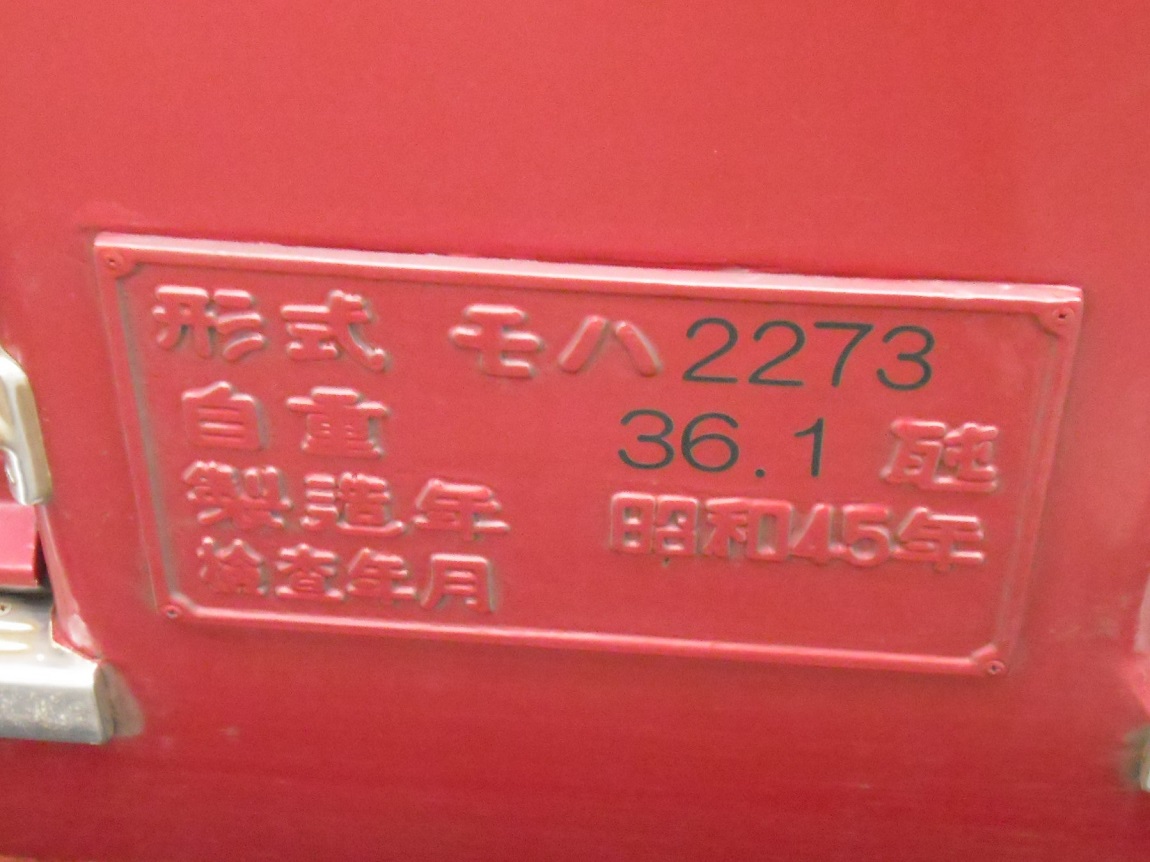 形式 モハ2273
自重 36.1 瓲
製造年 昭和45年
検査年月